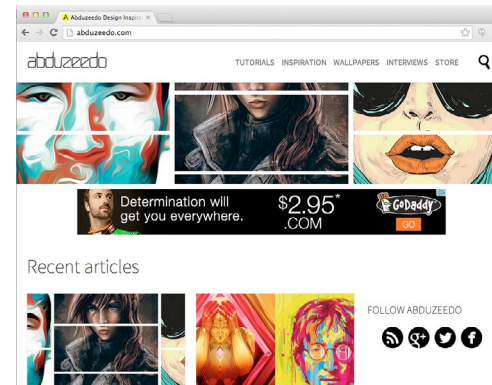 Abduzeedo Design Inspira
abduzeedo.com
abduzeedo
TUTORIALS INSPIRATION WALLPAPERS INTERVIEWS STORE
Determination will
get you everywhere.
$2.95*
.COM
GoDaddy
GO
Recent articles
FOLLOW ABDUZEEDO